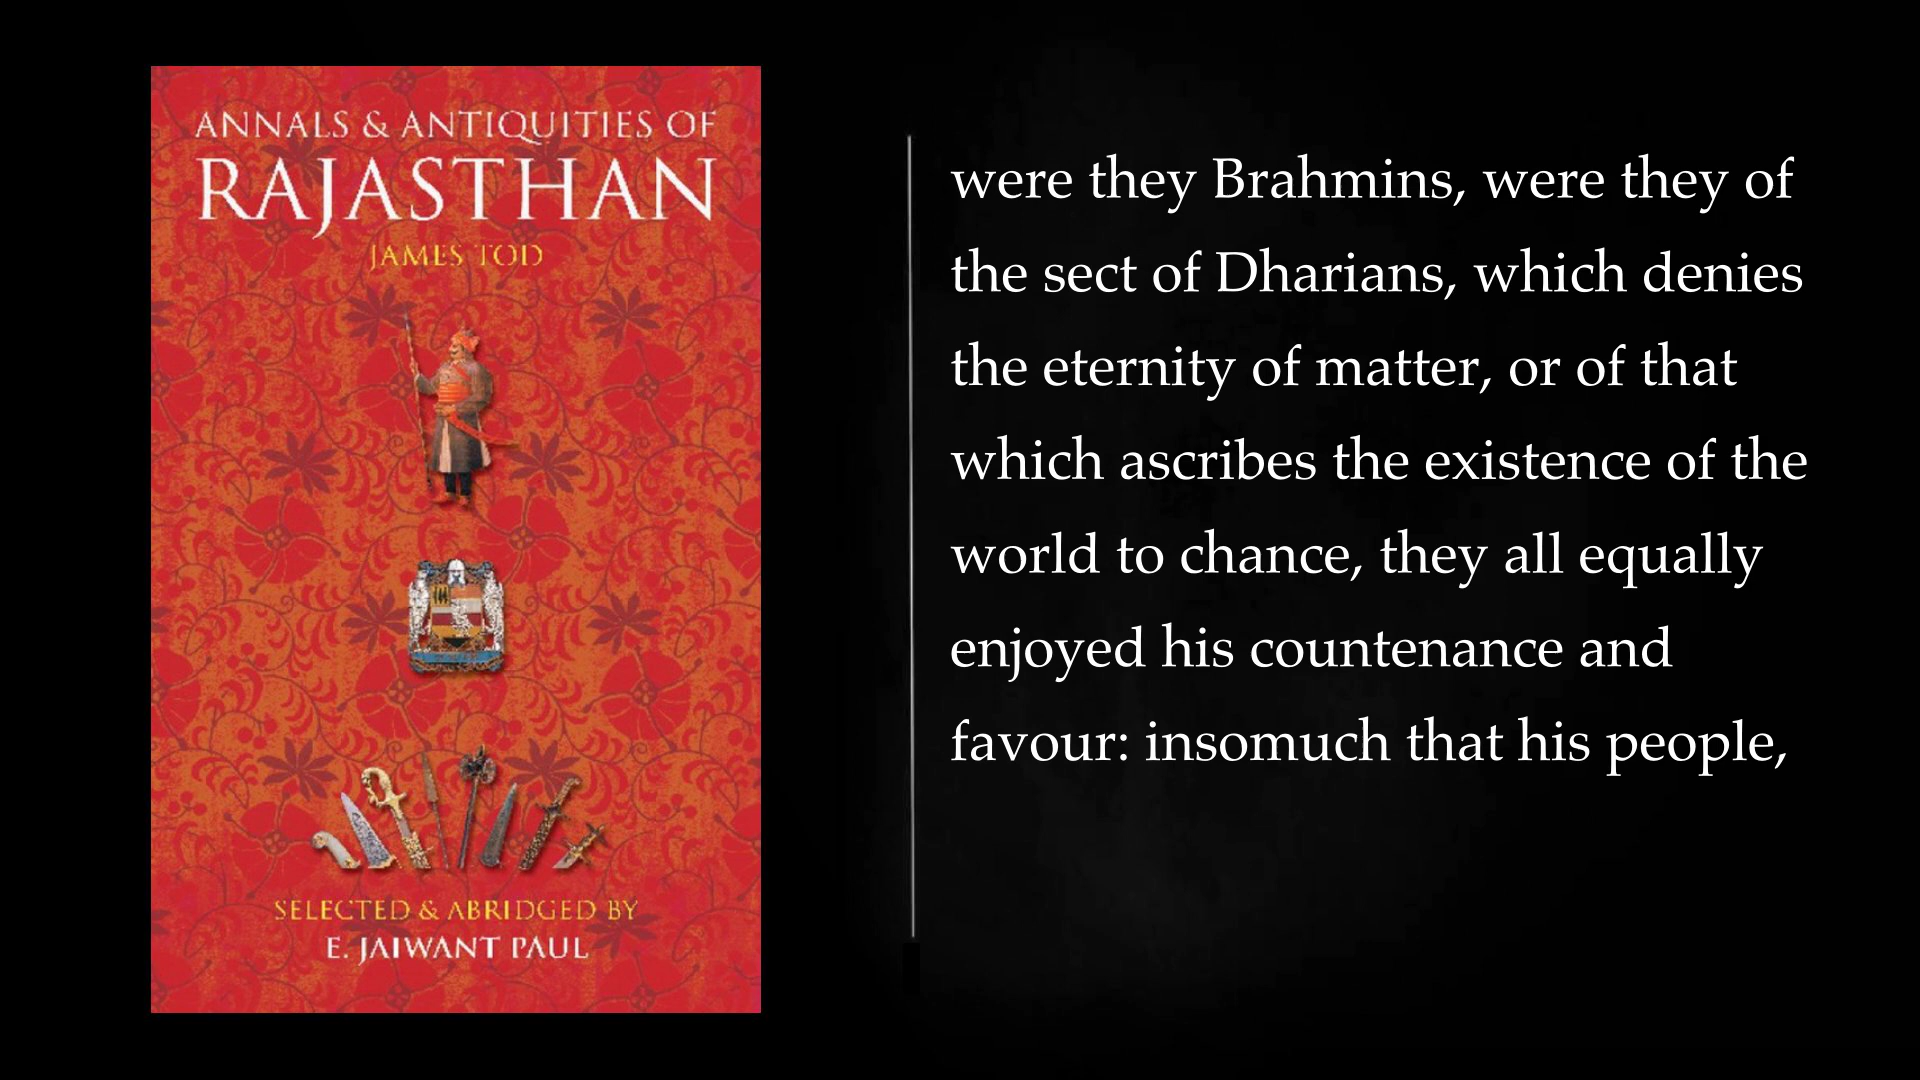 ANNALS & ANTIQUITIES OF
RAJASTHAN
JAMES TOD
SELECTED & ABRIDGED BY
E. JAIWANT PAUL
were they Brahmins, were they of
the sect of Dharians, which denies
the eternity of matter, or of that
which ascribes the existence of the
world to chance, they all equally
enjoyed his countenance and
favour: insomuch that his people,